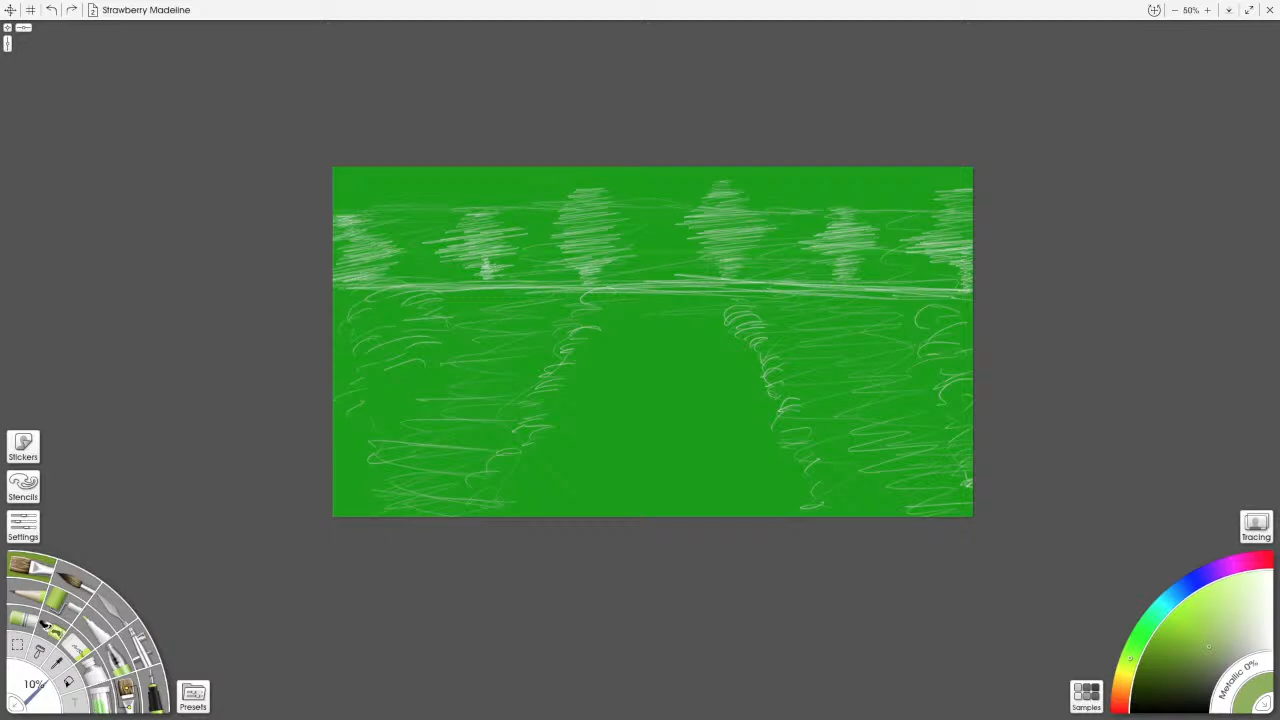 Strawberry Madeline
50%
Stickers
Stencils
Settings
Tracing
10%
Presets
Samples
Metallic 0%